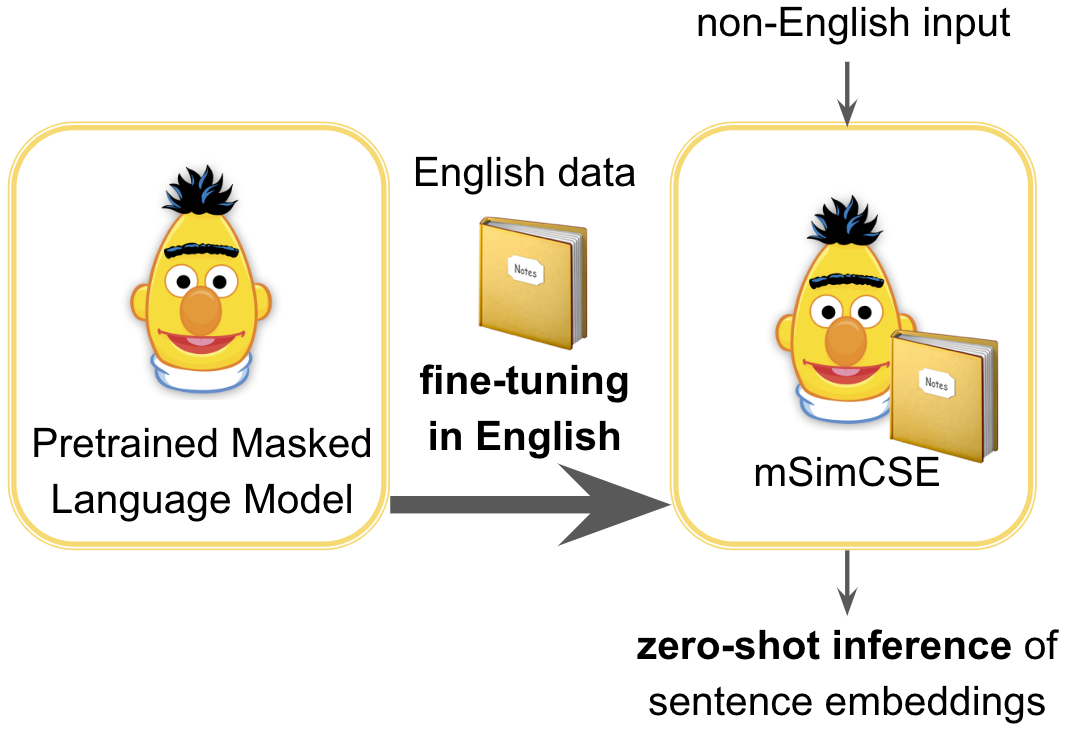 non-English input
English data
Notes
fine-tuning
in English
Pretrained Masked
Language Model
Notes
mSimCSE
zero-shot inference of
sentence embeddings